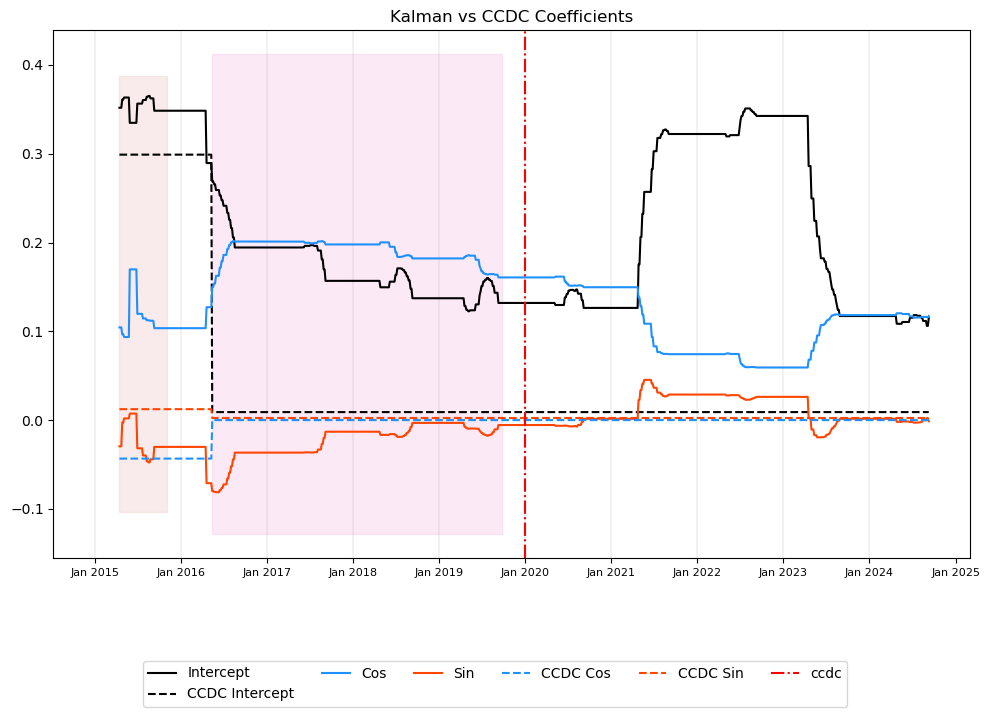 Kalman vs CCDC Coefficients
0.4
0.3
0.2
0.1
0.0
−0.1
Jan 2015 Jan 2016 Jan 2017 Jan 2018 Jan 2019 Jan 2020 Jan 2021 Jan 2022 Jan 2023 Jan 2024 Jan 2025
Intercept Cos Sin CCDC Cos CCDC Sin ccdc
CCDC Intercept